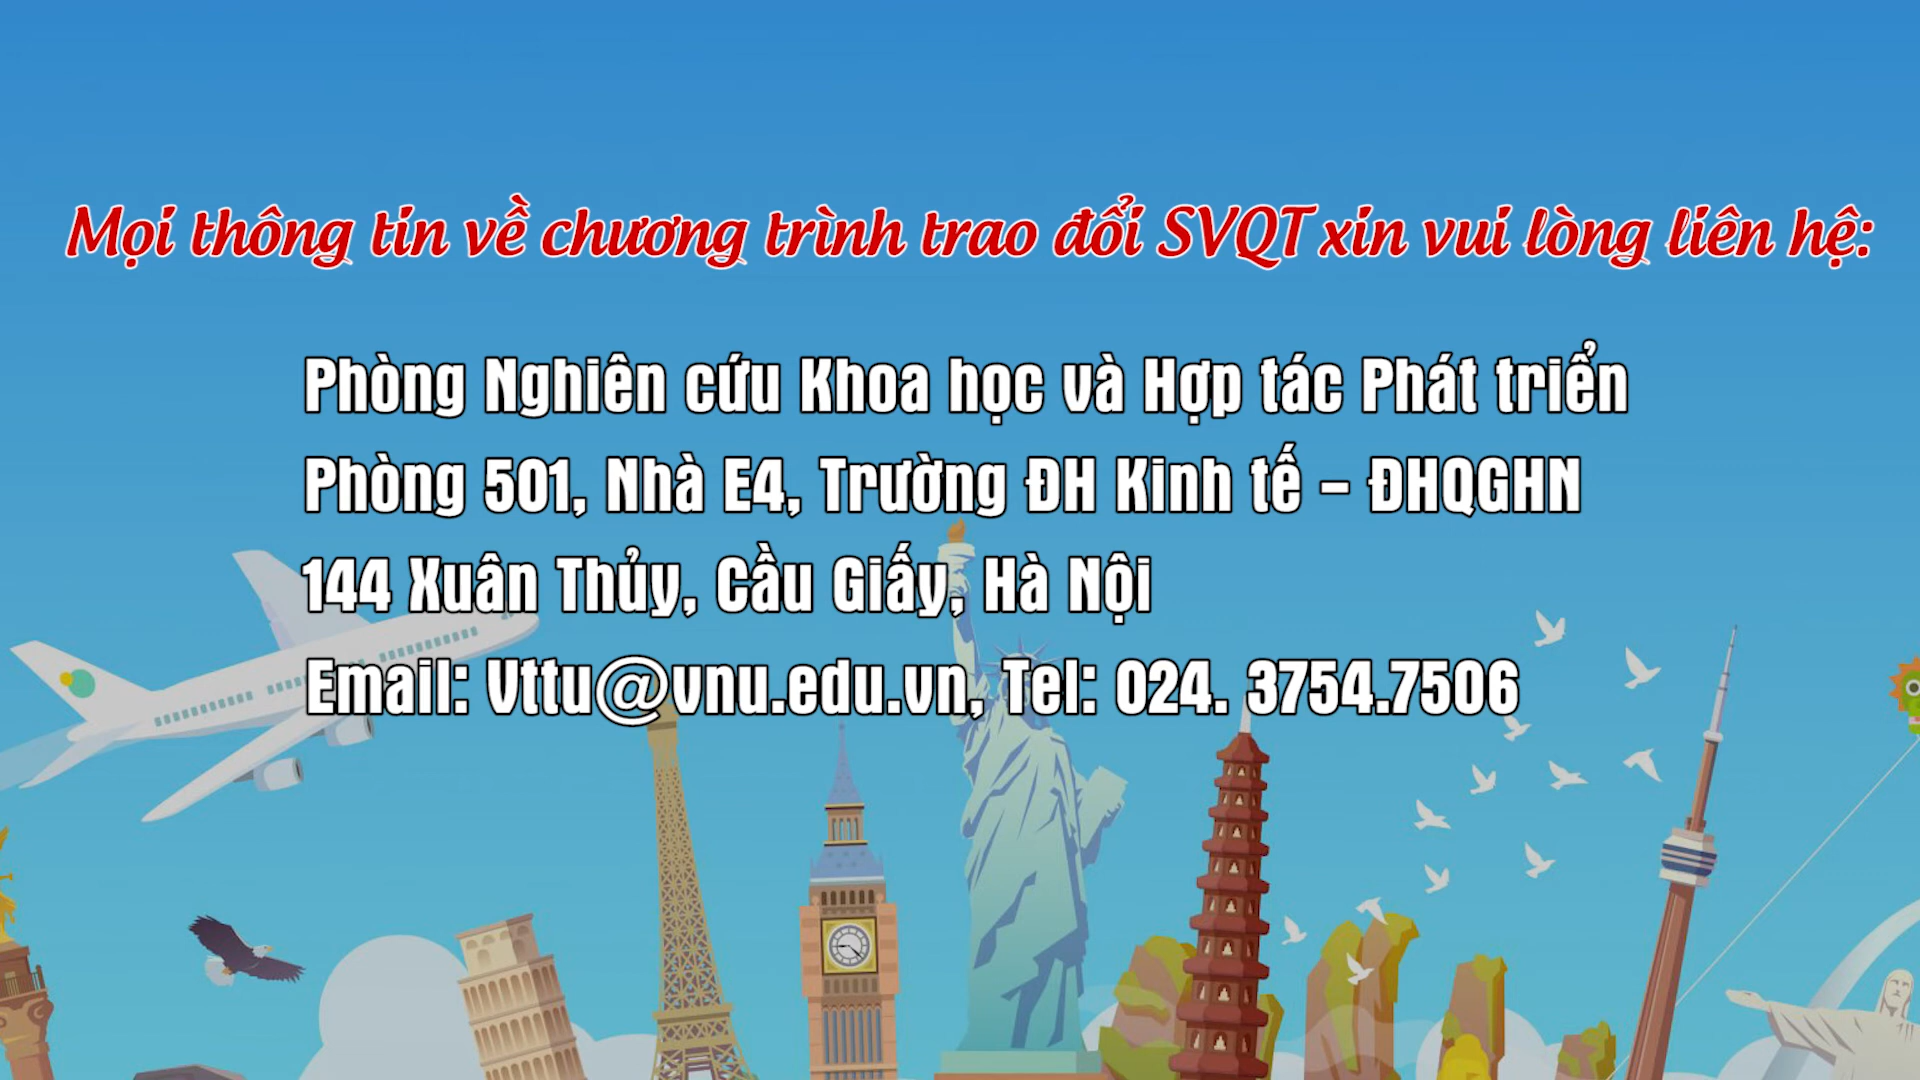 Mọi thông tin về chương trình trao đổi SVQT xin vui lòng liên hệ:
Phòng Nghiên cứu Khoa học và Hợp tác Phát triển
Phòng 501, Nhà E4, Trường ĐH Kinh tế - ĐHQGHN
144 Xuân Thủy, Cầu Giấy, Hà Nội
Email: Vttu@vnu.edu.vn, Tel: 024. 3754.7506